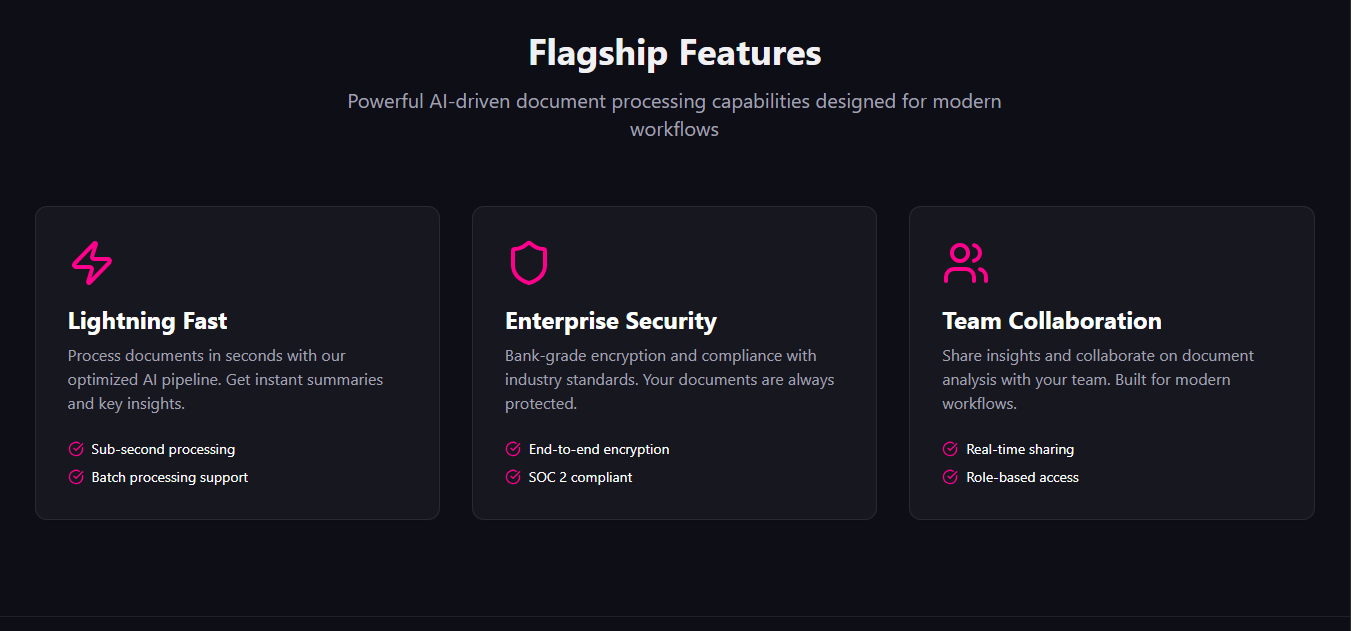 Flagship Features
Powerful AI-driven document processing capabilities designed for modern
workflows
Lightning Fast
Process documents in seconds with our
optimized AI pipeline. Get instant summaries
and key insights.
Sub-second processing
Batch processing support
Enterprise Security
Bank-grade encryption and compliance with
industry standards. Your documents are always
protected.
End-to-end encryption
SOC 2 compliant
Team Collaboration
Share insights and collaborate on document
analysis with your team. Built for modern
workflows.
Real-time sharing
Role-based access